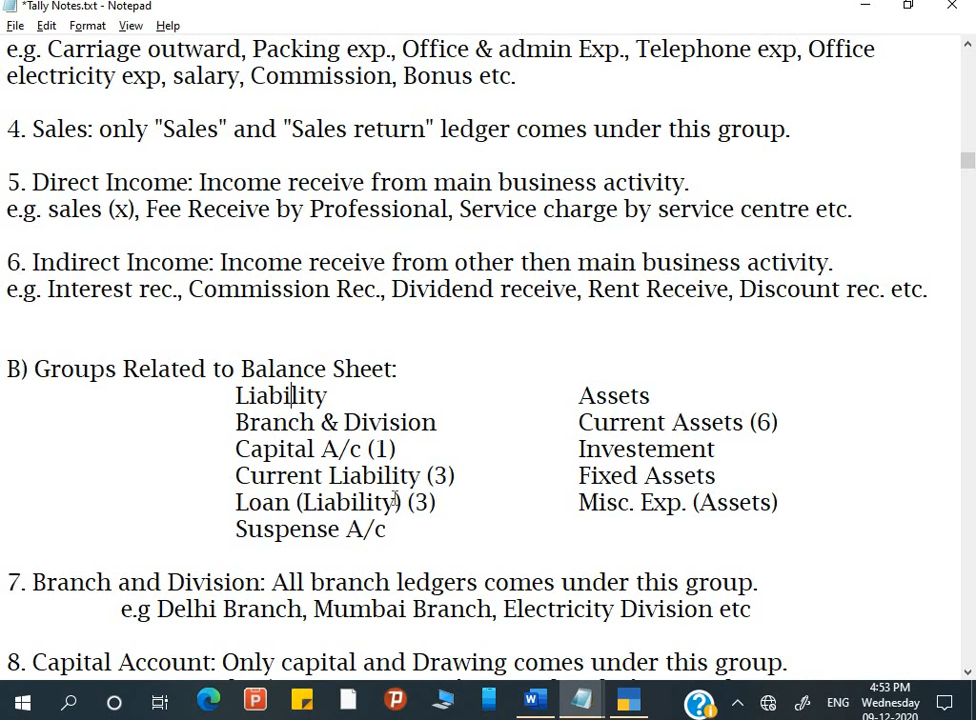 *Tally Notes.txt - Notepad
File Edit Format View Help
e.g. Carriage outward, Packing exp., Office & admin Exp., Telephone exp, Office
electricity exp, salary, Commission, Bonus etc.
4. Sales: only "Sales" and "Sales return" ledger comes under this group.
5. Direct Income: Income receive from main business activity.
e.g. sales (x), Fee Receive by Professional, Service charge by service centre etc.
6. Indirect Income: Income receive from other then main business activity.
e.g. Interest rec., Commission Rec., Dividend receive, Rent Receive, Discount rec. etc.
B) Groups Related to Balance Sheet:
Liability Assets
Branch & Division Current Assets (6)
Capital A/c (1) Investement
Current Liability (3) Fixed Assets
Loan (Liability) (3) Misc. Exp. (Assets)
Suspense A/c
7. Branch and Division: All branch ledgers comes under this group.
e.g Delhi Branch, Mumbai Branch, Electricity Division etc
8. Capital Account: Only capital and Drawing comes under this group.
4:53 PM
ENG Wednesday
09-12-2020